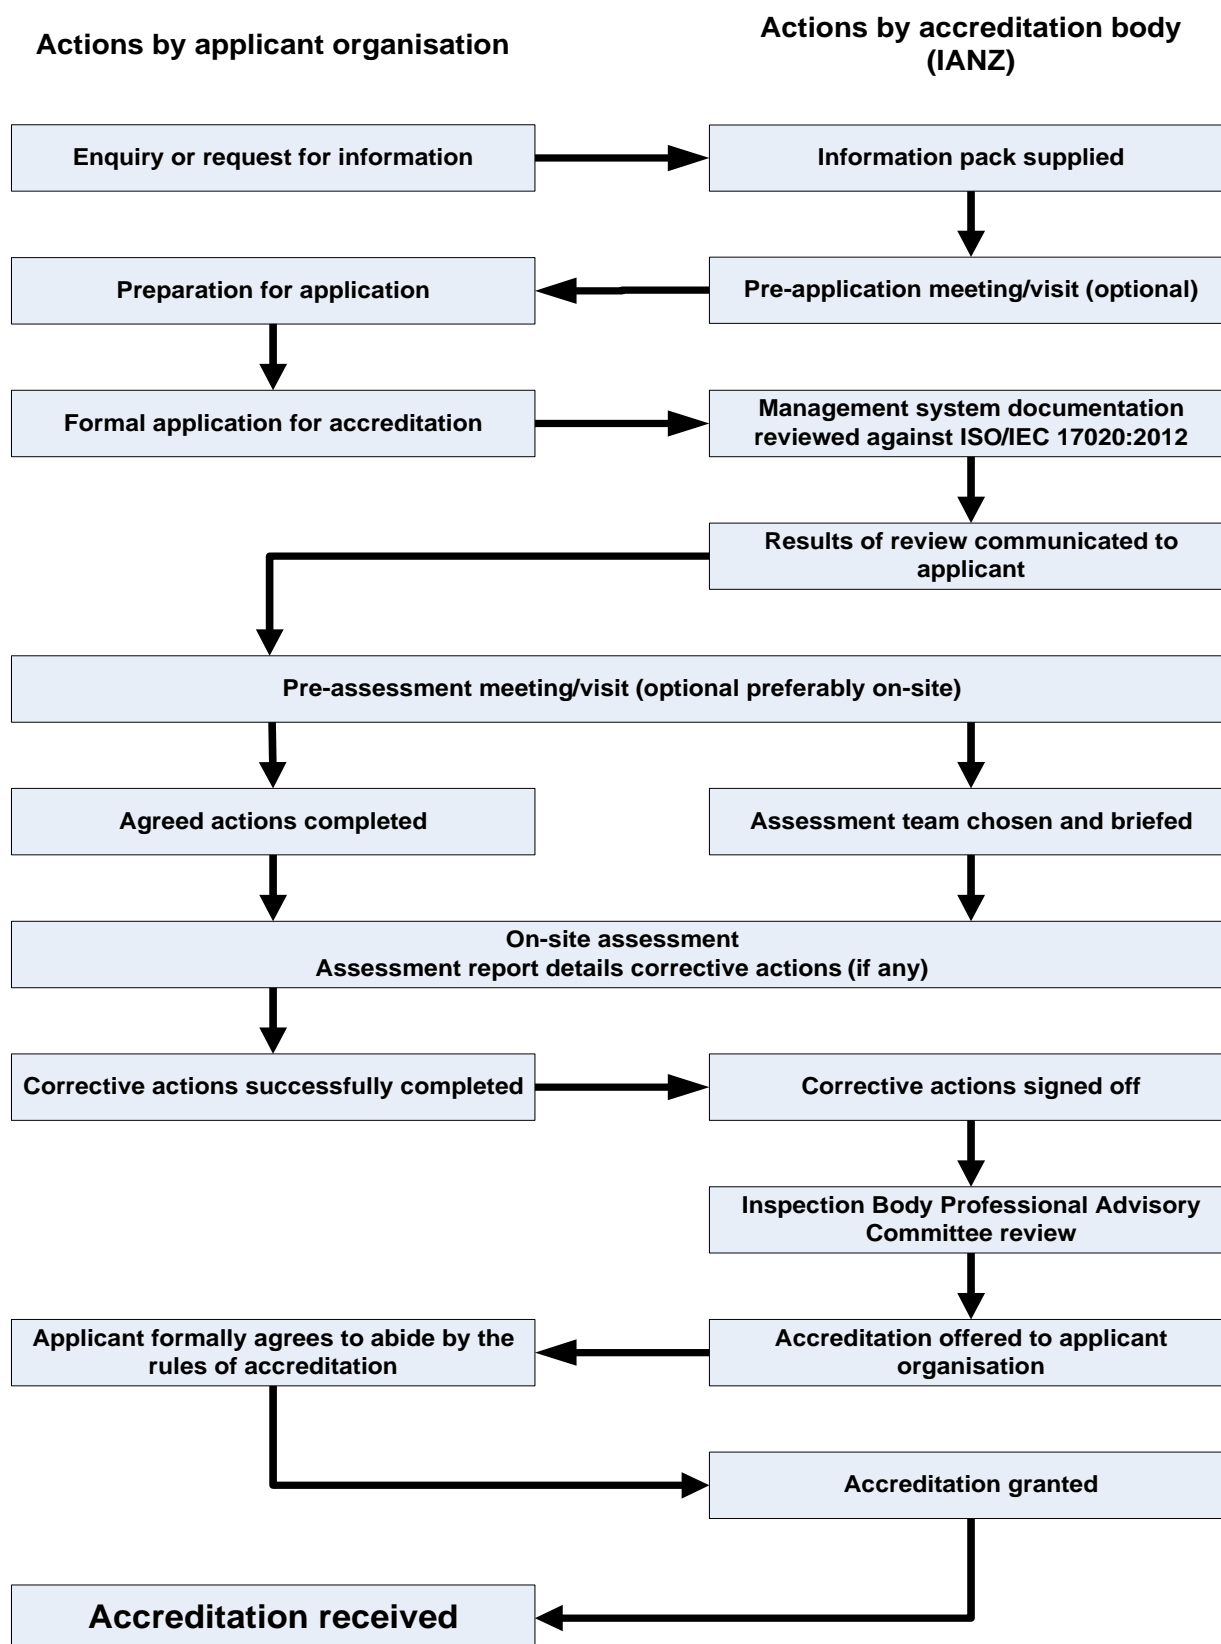 Actions by applicant organisation
Actions by accreditation body
(IANZ)
Enquiry or request for information
Information pack supplied
Preparation for application
Pre-application meeting/visit (optional)
Formal application for accreditation
Management system documentation
reviewed against ISO/IEC 17020:2012
Results of review communicated to
applicant
Pre-assessment meeting/visit (optional preferably on-site)
Agreed actions completed
Assessment team chosen and briefed
On-site assessment
Assessment report details corrective actions (if any)
Corrective actions successfully completed
Corrective actions signed off
Inspection Body Professional Advisory
Committee review
Applicant formally agrees to abide by the
rules of accreditation
Accreditation offered to applicant
organisation
Accreditation granted
Accreditation received